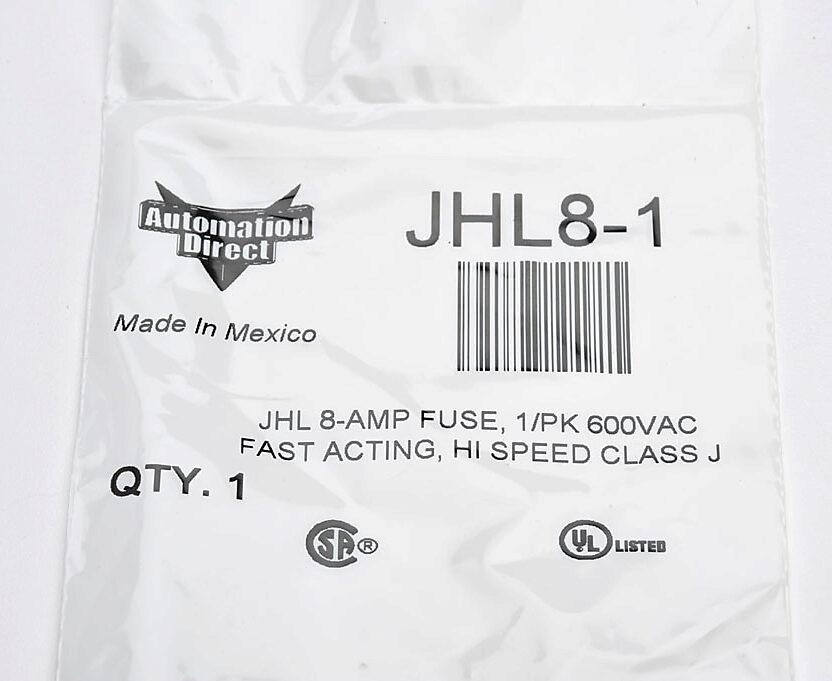 Automation
Direct
JHL8-1
Made In Mexico
JHL 8-AMP FUSE, 1/PK 600VAC
FAST ACTING, HI SPEED CLASS J
QTY. 1
SA®
UL LISTED